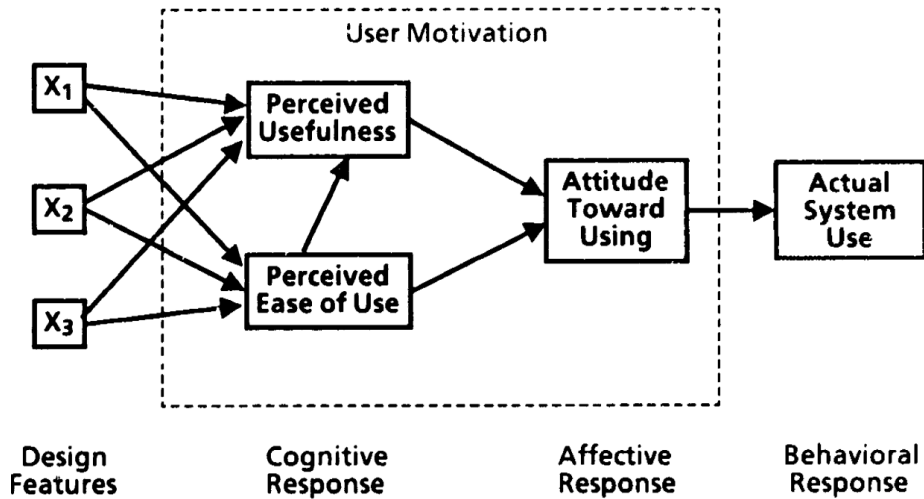 User Motivation
X1
Perceived
Usefulness
X2
Attitude
Toward
Using
Actual
System
Use
Perceived
Ease of Use
X3
Design
Features
Cognitive
Response
Affective
Response
Behavioral
Response